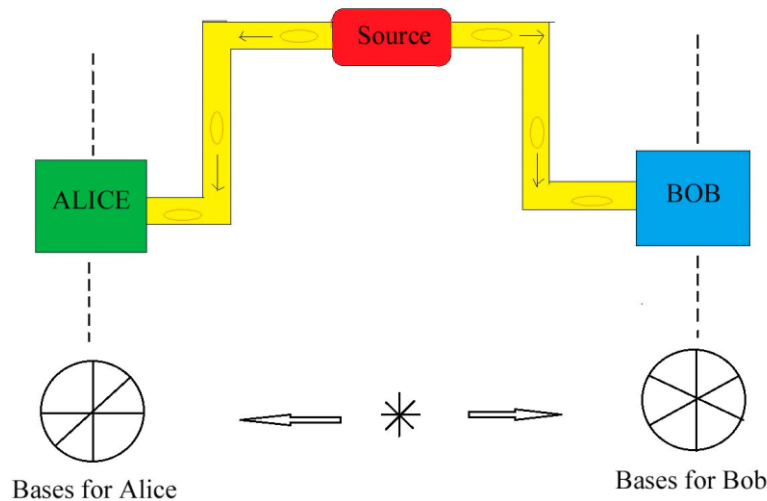 Source
ALICE
BOB
Bases for Alice
Bases for Bob